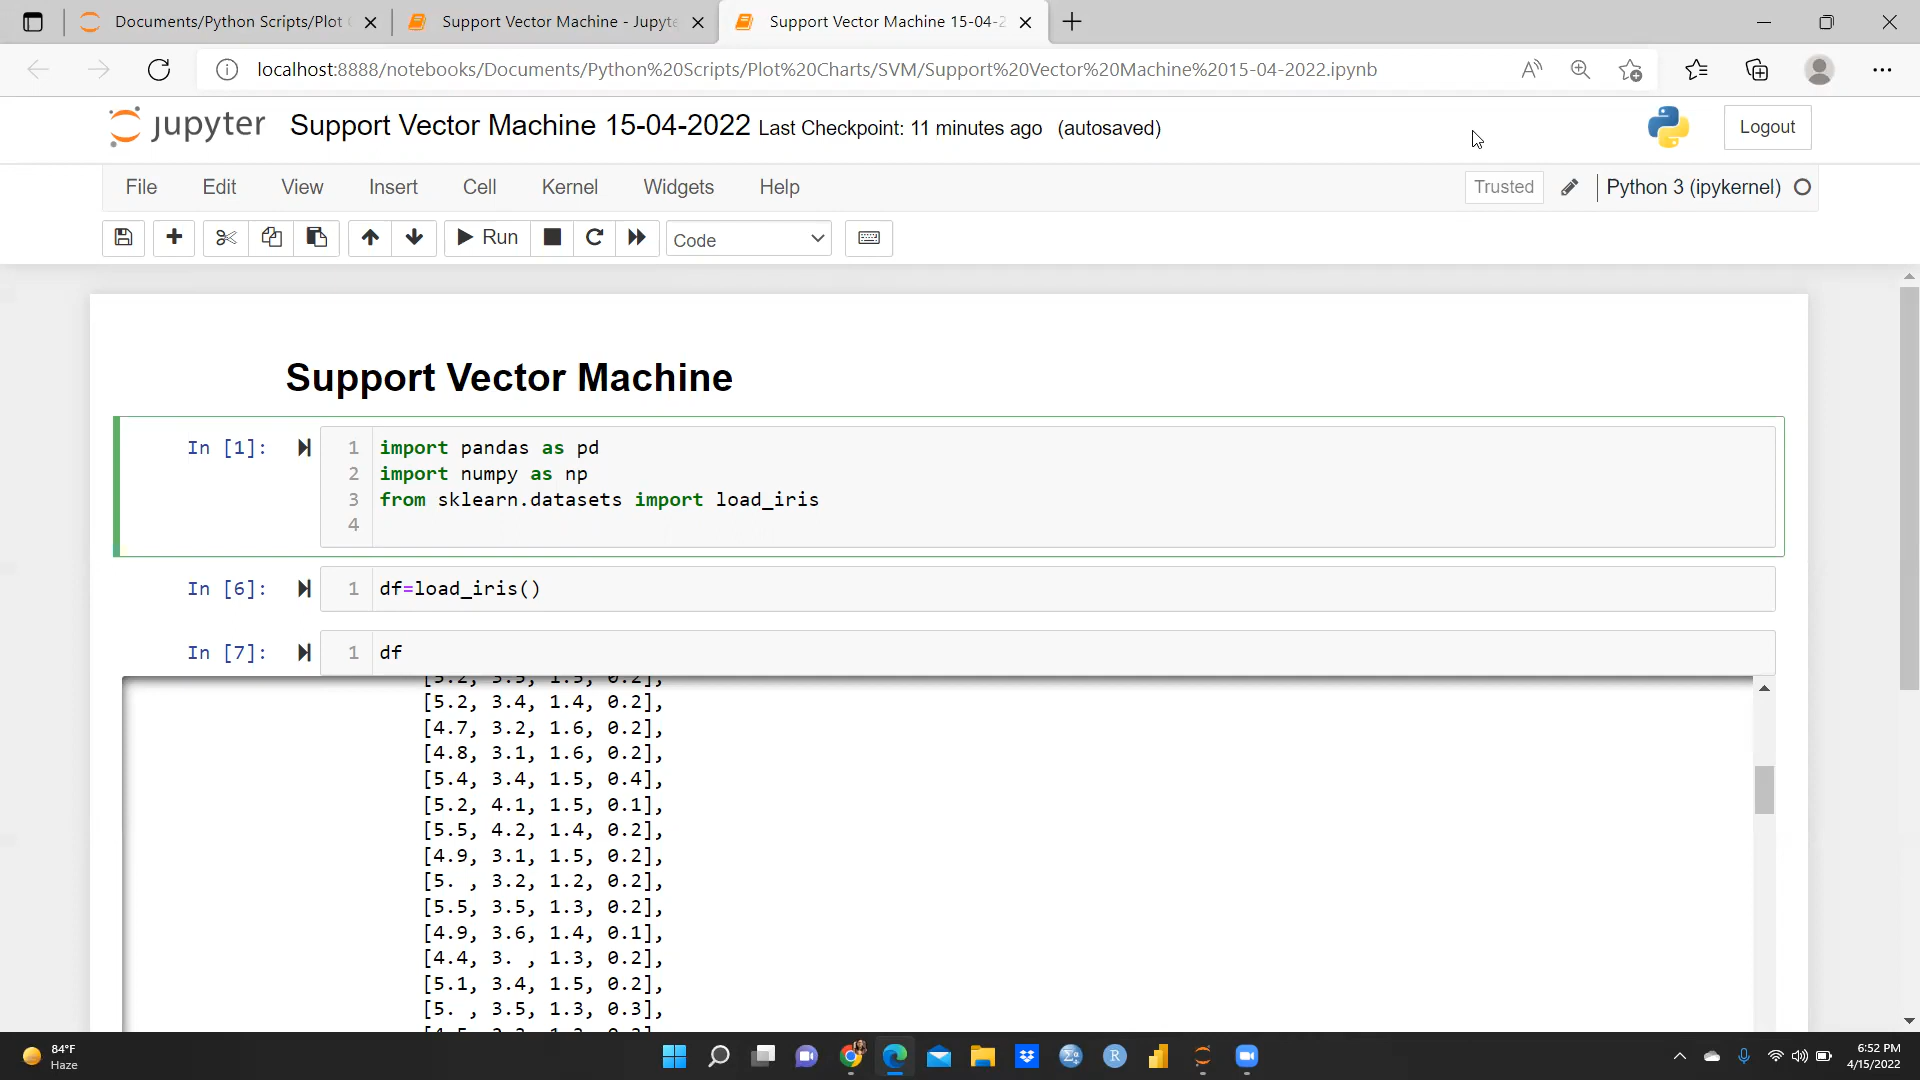 Documents/Python Scripts/Plot
Support Vector Machine - Jupyte
Support Vector Machine 15-04-2
localhost:8888/notebooks/Documents/Python%20Scripts/Plot%20Charts/SVM/Support%20Vector%20Machine%2015-04-2022.ipynb
jupyter Support Vector Machine 15-04-2022 Last Checkpoint: 11 minutes ago (autosaved)
Logout
File Edit View Insert Cell Kernel Widgets Help
Trusted Python 3 (ipykernel)
Run Code
Support Vector Machine
In [1]: 1 import pandas as pd
2 import numpy as np
3 from sklearn.datasets import load_iris
4
In [6]: 1 df=load_iris()
In [7]: 1 df
[5.2, 3.5, 1.5, 0.2],
[5.2, 3.4, 1.4, 0.2],
[4.7, 3.2, 1.6, 0.2],
[4.8, 3.1, 1.6, 0.2],
[5.4, 3.4, 1.5, 0.4],
[5.2, 4.1, 1.5, 0.1],
[5.5, 4.2, 1.4, 0.2],
[4.9, 3.1, 1.5, 0.2],
[5. , 3.2, 1.2, 0.2],
[5.5, 3.5, 1.3, 0.2],
[4.9, 3.6, 1.4, 0.1],
[4.4, 3. , 1.3, 0.2],
[5.1, 3.4, 1.5, 0.2],
[5. , 3.5, 1.3, 0.3],
84°F
Haze
6:52 PM
4/15/2022